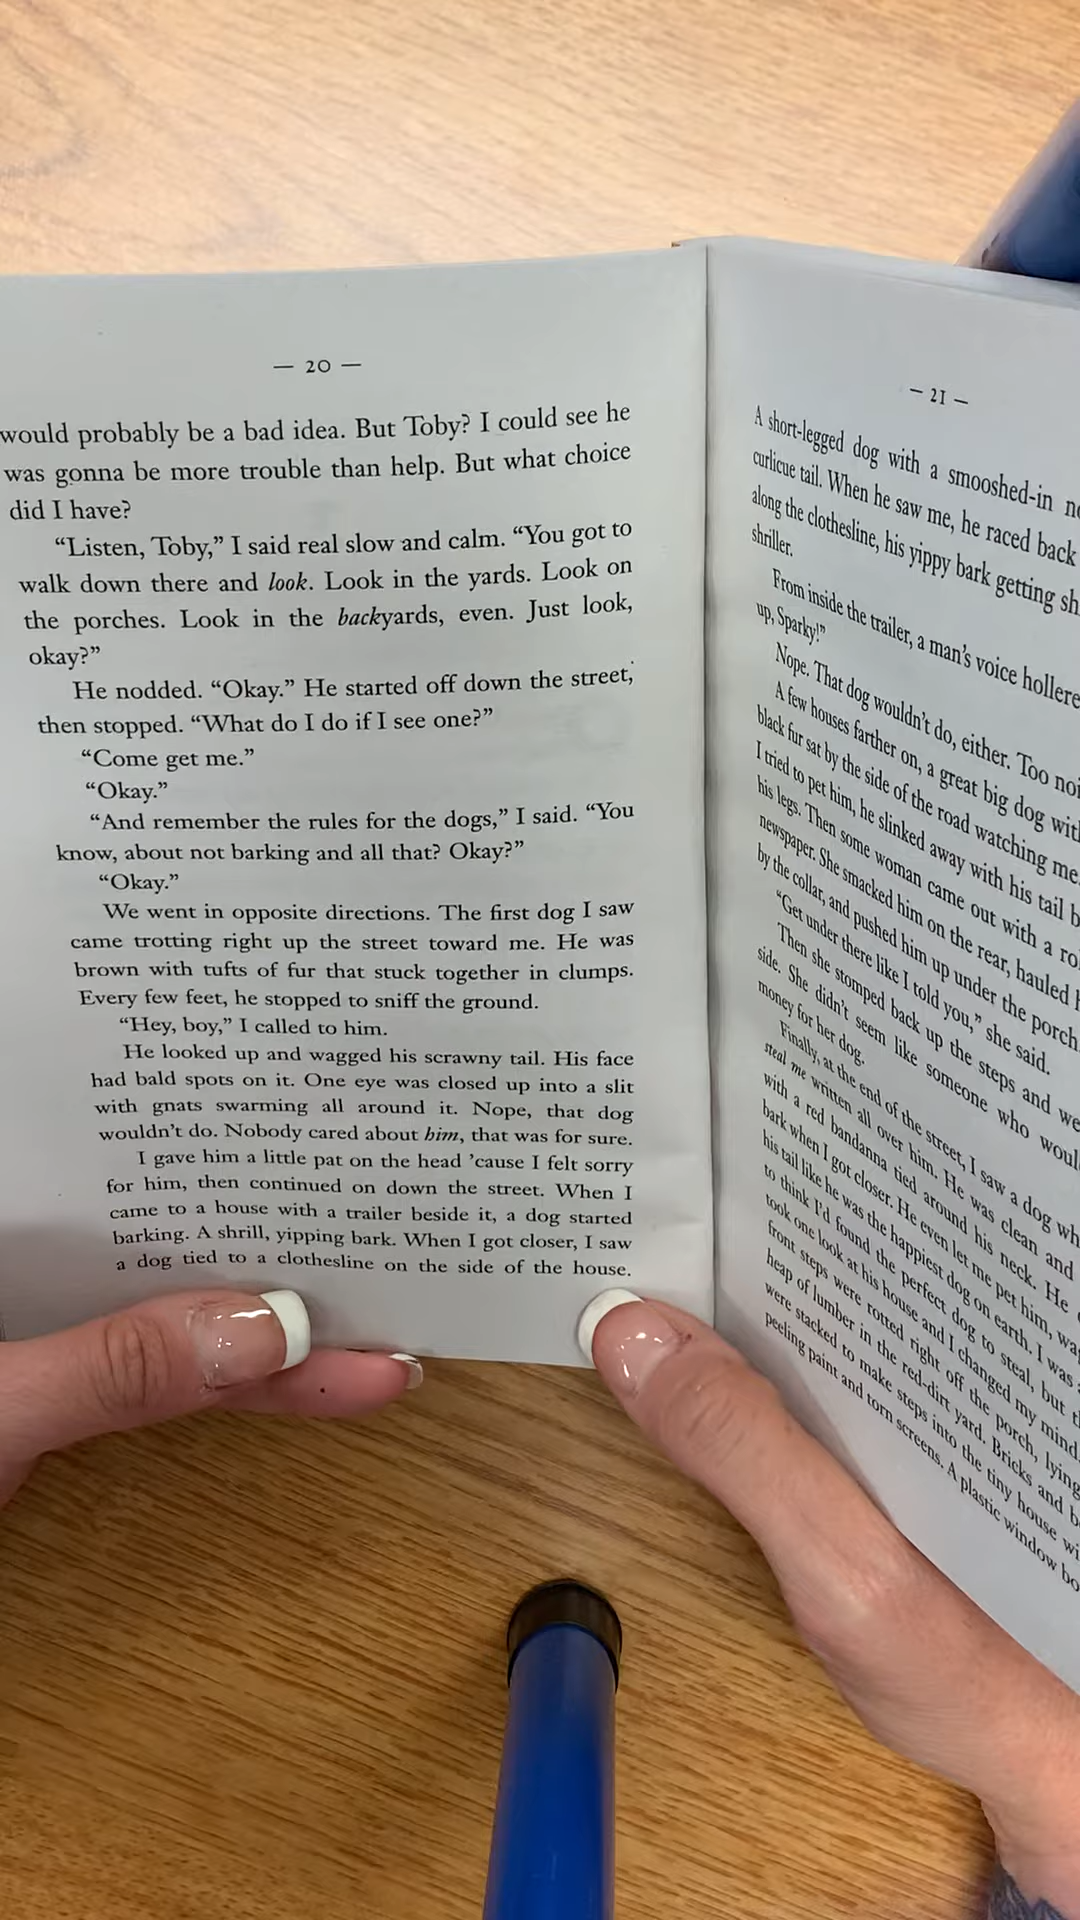 — 20 —
would probably be a bad idea. But Toby? I could see he
was gonna be more trouble than help. But what choice
did I have?
“Listen, Toby,” I said real slow and calm. “You got to
walk down there and look. Look in the yards. Look on
the porches. Look in the backyards, even. Just look,
okay?”
He nodded. “Okay.” He started off down the street,
then stopped. “What do I do if I see one?”
“Come get me.”
“Okay.”
“And remember the rules for the dogs,” I said. “You
know, about not barking and all that? Okay?”
“Okay.”
We went in opposite directions. The first dog I saw
came trotting right up the street toward me. He was
brown with tufts of fur that stuck together in clumps.
Every few feet, he stopped to sniff the ground.
“Hey, boy,” I called to him.
He looked up and wagged his scrawny tail. His face
had bald spots on it. One eye was closed up into a slit
with gnats swarming all around it. Nope, that dog
wouldn’t do. Nobody cared about him, that was for sure.
I gave him a little pat on the head ’cause I felt sorry
for him, then continued on down the street. When I
came to a house with a trailer beside it, a dog started
barking. A shrill, yipping bark. When I got closer, I saw
a dog tied to a clothesline on the side of the house.
— 21 —
A short-legged dog with a smooshed-in
curlicue tail. When he saw me, he raced back
along the clothesline, his yippy bark getting
shriller.
From inside the trailer, a man’s voice
up, Sparky!”
Nope. That dog wouldn’t do, either. Too
A few houses farther on, a great big dog
black fur sat by the side of the road watching me.
I tried to pet him, he slinked away with his tail
his legs. Then some woman came out with a
newspaper. She smacked him on the rear, hauled
by the collar, and pushed him up under the porch.
“Get under there like I told you,” she said.
Then she stomped back up the steps and
side. She didn’t seem like someone who
money for her dog.
Finally, at the end of the street, I saw a dog
steal me written all over him. He was clean and
with a red bandanna tied around his neck. He
bark when I got closer. He even let me pet him,
his tail like he was the happiest dog on earth. I was
to think I’d found the perfect dog to steal, but
took one look at his house and I changed my mind.
front steps were rotted right off the porch, lying
heap of lumber in the red-dirt yard. Bricks and
were stacked to make steps into the tiny house
peeling paint and torn screens. A plastic window